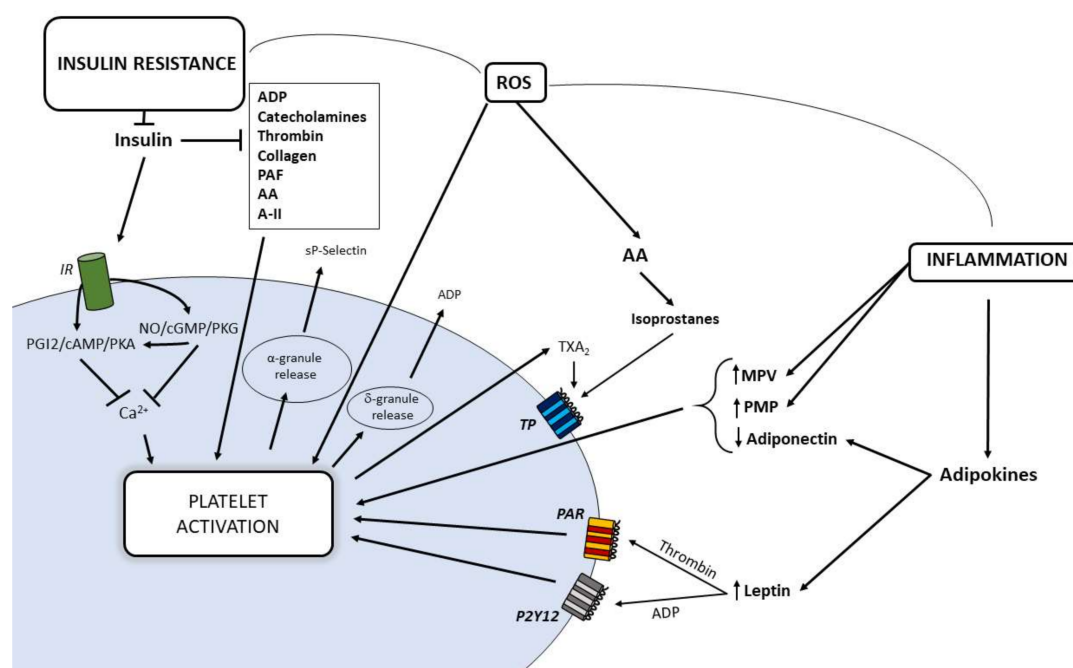 INSULIN RESISTANCE
ROS
ADP
Catecholamines
Thrombin
Collagen
PAF
AA
A-II
Insulin
sP-Selectin
AA
INFLAMMATION
IR
ADP
Isoprostanes
NO/cGMP/PKG
PGI2/cAMP/PKA
α-granule
release
TXA₂
MPV
δ-granule
release
PMP
Ca²⁺
TP
Adiponectin
Adipokines
PLATELET
ACTIVATION
PAR
Thrombin
Leptin
P2Y12
ADP